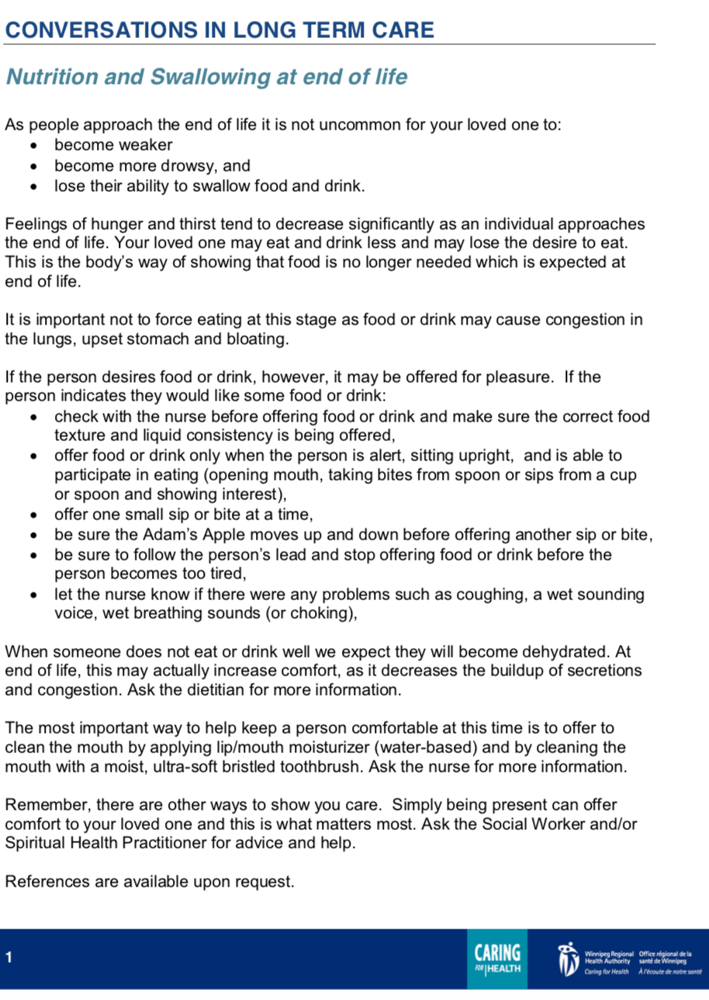 CONVERSATIONS IN LONG TERM CARE
Nutrition and Swallowing at end of life
As people approach the end of life it is not uncommon for your loved one to:
• become weaker
• become more drowsy, and
• lose their ability to swallow food and drink.
Feelings of hunger and thirst tend to decrease significantly as an individual approaches
the end of life. Your loved one may eat and drink less and may lose the desire to eat.
This is the body's way of showing that food is no longer needed which is expected at
end of life.
It is important not to force eating at this stage as food or drink may cause congestion in
the lungs, upset stomach and bloating.
If the person desires food or drink, however, it may be offered for pleasure.  If the
person indicates they would like some food or drink:
• check with the nurse before offering food or drink and make sure the correct food
texture and liquid consistency is being offered,
• offer food or drink only when the person is alert, sitting upright,  and is able to
participate in eating (opening mouth, taking bites from spoon or sips from a cup
or spoon and showing interest),
• offer one small sip or bite at a time,
• be sure the Adam's Apple moves up and down before offering another sip or bite,
• be sure to follow the person's lead and stop offering food or drink before the
person becomes too tired,
• let the nurse know if there were any problems such as coughing, a wet sounding
voice, wet breathing sounds (or choking),
When someone does not eat or drink well we expect they will become dehydrated. At
end of life, this may actually increase comfort, as it decreases the buildup of secretions
and congestion. Ask the dietitian for more information.
The most important way to help keep a person comfortable at this time is to offer to
clean the mouth by applying lip/mouth moisturizer (water-based) and by cleaning the
mouth with a moist, ultra-soft bristled toothbrush. Ask the nurse for more information.
Remember, there are other ways to show you care.  Simply being present can offer
comfort to your loved one and this is what matters most. Ask the Social Worker and/or
Spiritual Health Practitioner for advice and help.
References are available upon request.
1
CARING
FOR HEALTH
Winnipeg Regional
Health Authority
Caring for Health
Office régional de la
santé de Winnipeg
À l'écoute de notre santé